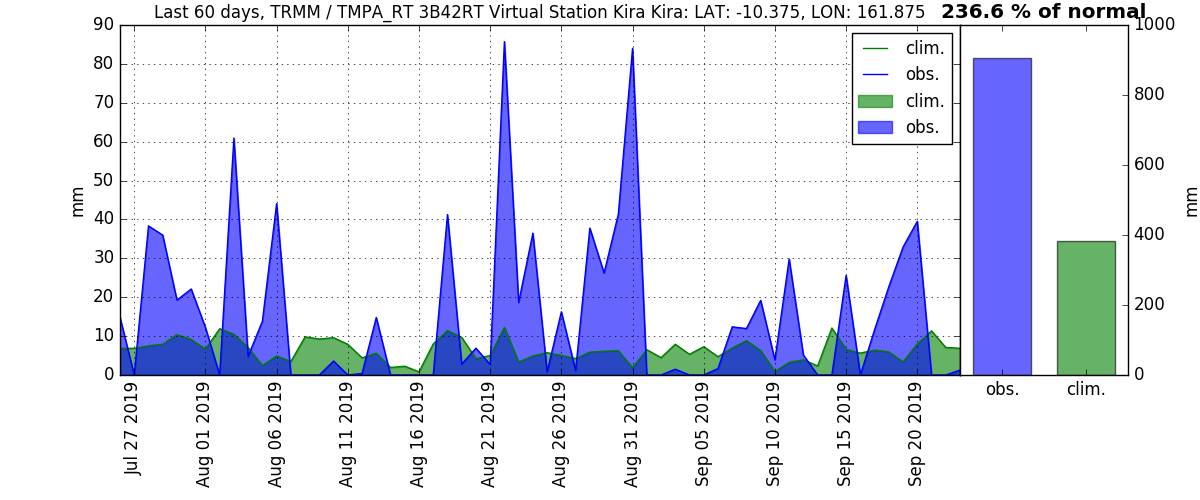 Last 60 days, TRMM / TMPA_RT 3B42RT Virtual Station Kira Kira: LAT: -10.375, LON: 161.875 236.6 % of normal
90
80
70
60
50
40
30
20
10
0
mm
clim.
obs.
clim.
obs.
1000
800
600
400
200
0
mm
obs.
clim.
Jul 27 2019
Aug 01 2019
Aug 06 2019
Aug 11 2019
Aug 16 2019
Aug 21 2019
Aug 26 2019
Aug 31 2019
Sep 05 2019
Sep 10 2019
Sep 15 2019
Sep 20 2019